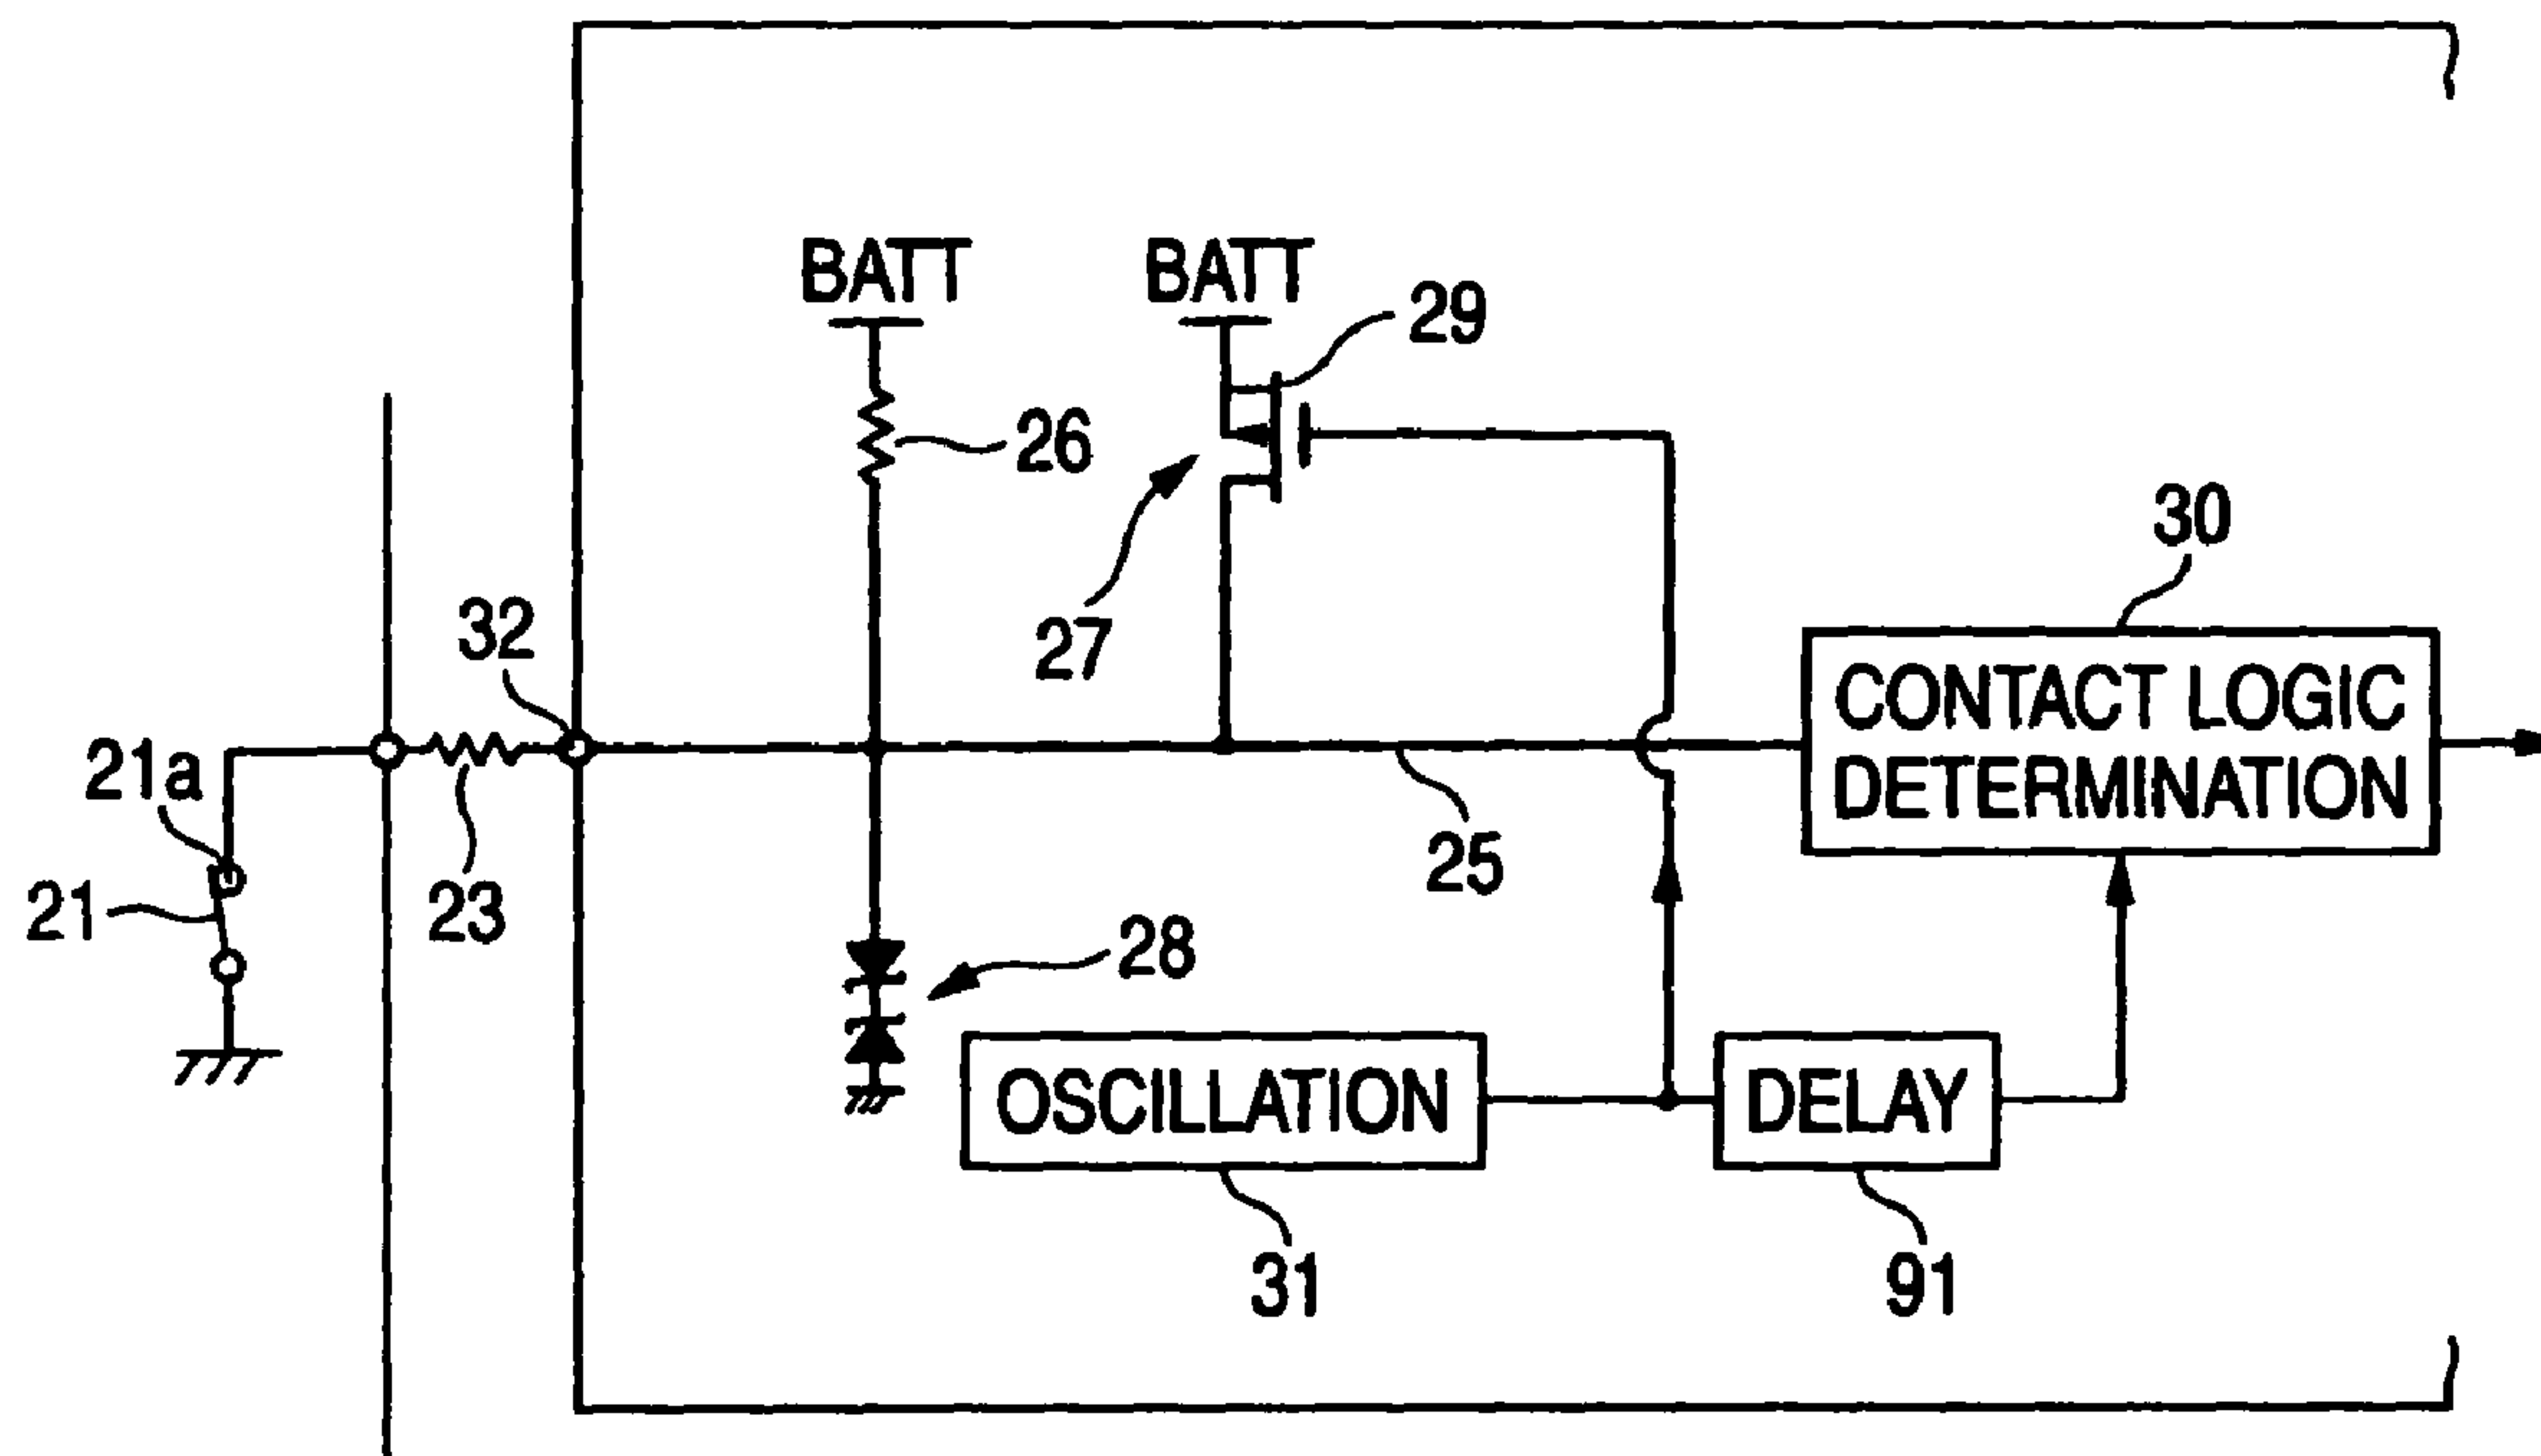 BATT
BATT
29
26
30
32
27
CONTACT LOGIC
DETERMINATION
21a
25
21
23
28
OSCILLATION
DELAY
31
91